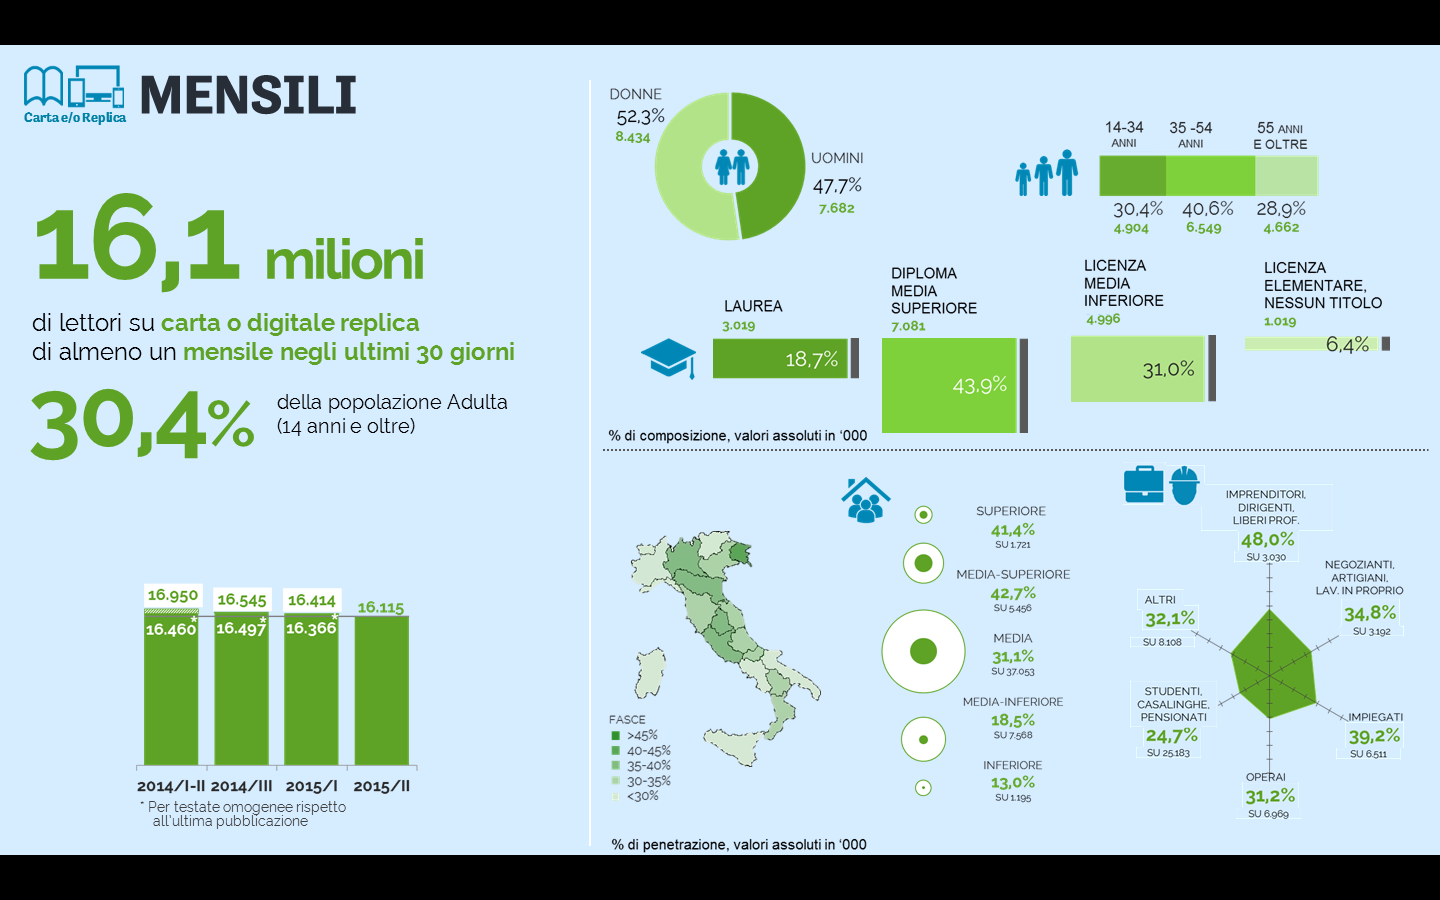 Carta e/o Replica
MENSILI
16,1 milioni
di lettori su carta o digitale replica
di almeno un mensile negli ultimi 30 giorni
30,4%
della popolazione Adulta
(14 anni e oltre)
16.950
16.545
16.414
16.115
16.460*
16.497*
16.366*
2014/I-II
2014/III
2015/I
2015/II
* Per testate omogenee rispetto
all'ultima pubblicazione
DONNE
52,3%
8.434
UOMINI
47,7%
7.682
14-34
ANNI
35 -54
ANNI
55 ANNI
E OLTRE
30,4%
4.904
40,6%
6.549
28,9%
4.662
LAUREA
3.019
18,7%
DIPLOMA
MEDIA
SUPERIORE
7.081
43,9%
LICENZA
MEDIA
INFERIORE
4.996
31,0%
LICENZA
ELEMENTARE,
NESSUN TITOLO
1.019
6,4%
% di composizione, valori assoluti in ‘000
FASCE
>45%
40-45%
35-40%
30-35%
<30%
SUPERIORE
41,4%
SU 1.721
MEDIA-SUPERIORE
42,7%
SU 5.456
MEDIA
31,1%
SU 37.053
MEDIA-INFERIORE
18,5%
SU 7.568
INFERIORE
13,0%
SU 1.195
IMPRENDITORI,
DIRIGENTI,
LIBERI PROF.
48,0%
SU 3.030
NEGOZIANTI,
ARTIGIANI,
LAV. IN PROPRIO
34,8%
SU 3.192
IMPIEGATI
39,2%
SU 6.511
OPERAI
31,2%
SU 6.969
STUDENTI,
CASALINGHE,
PENSIONATI
24,7%
SU 25.183
ALTRI
32,1%
SU 8.108
% di penetrazione, valori assoluti in ‘000